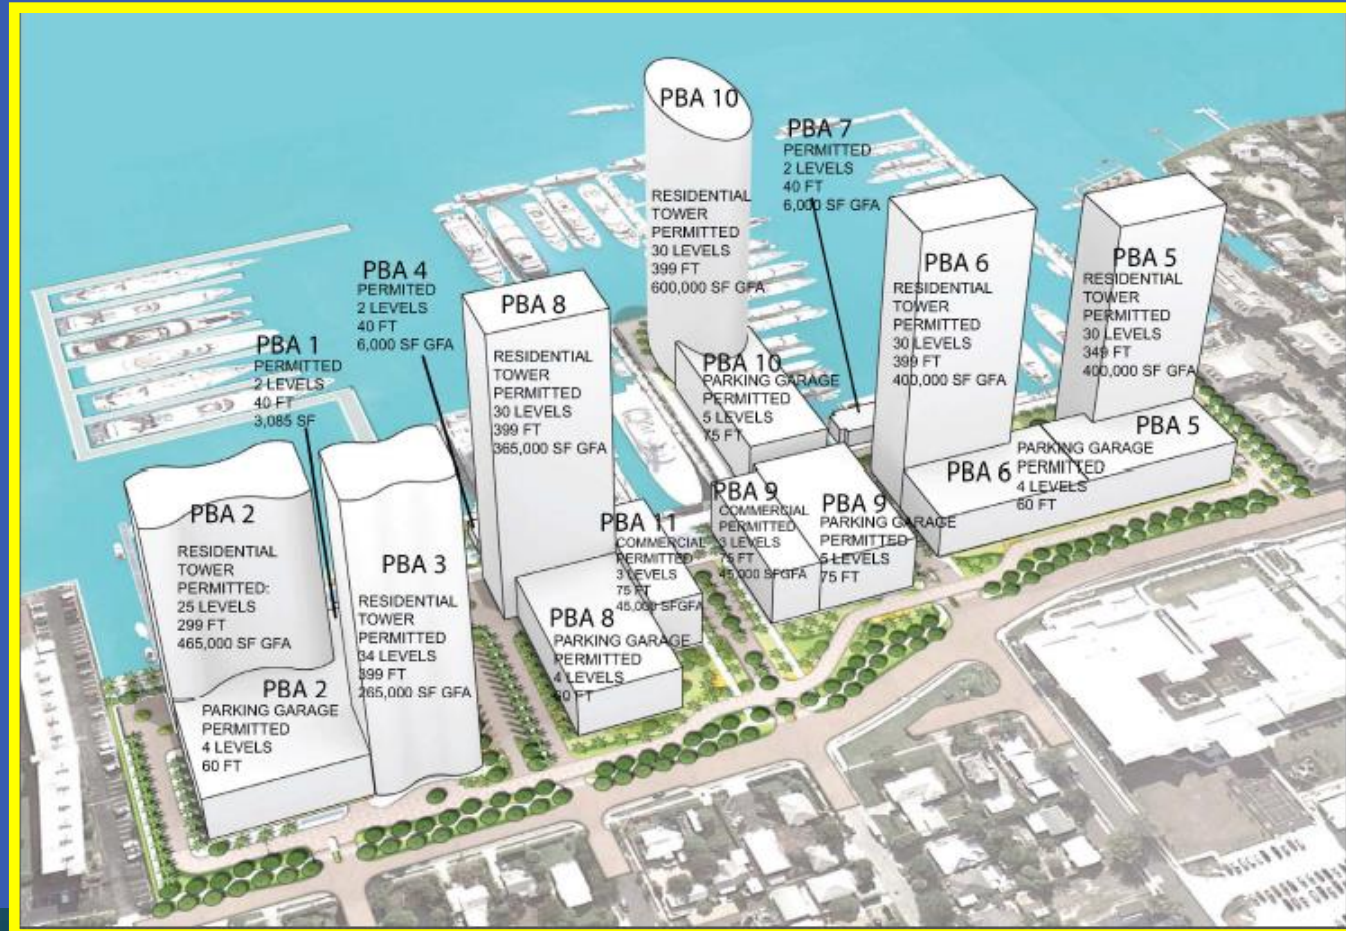 PBA 10
RESIDENTIAL
TOWER
PERMITTED
30 LEVELS
399 FT
600,000 SF GFA
PBA 7
PERMITTED
2 LEVELS
40 FT
6,000 SF GFA
PBA 6
RESIDENTIAL
TOWER
PERMITTED
30 LEVELS
399 FT
400,000 SF GFA
PBA 5
RESIDENTIAL
TOWER
PERMITTED
30 LEVELS
349 FT
400,000 SF GFA
PBA 4
PERMITED
2 LEVELS
40 FT
6,000 SF GFA
PBA 8
RESIDENTIAL
TOWER
PERMITTED
30 LEVELS
399 FT
365,000 SF GFA
PBA 1
PERMITTED
2 LEVELS
40 FT
3,085 SF
PBA 10
PARKING GARAGE
PERMITTED
5 LEVELS
75 FT
PBA 5
PBA 6
PARKING GARAGE
PERMITTED
4 LEVELS
60 FT
PBA 9
COMMERCIAL
PERMITTED
3 LEVELS
75 FT
45,000 SFGFA
PBA 9
PARKING GARAGE
PERMITTED
5 LEVELS
75 FT
PBA 11
COMMERCIAL
PERMITTED
3 LEVELS
75 FT
45,000 SFGFA
PBA 2
RESIDENTIAL
TOWER
PERMITTED:
25 LEVELS
299 FT
465,000 SF GFA
PBA 3
RESIDENTIAL
TOWER
PERMITTED
34 LEVELS
399 FT
265,000 SF GFA
PBA 8
PARKING GARAGE
PERMITTED
4 LEVELS
60 FT
PBA 2
PARKING GARAGE
PERMITTED
4 LEVELS
60 FT